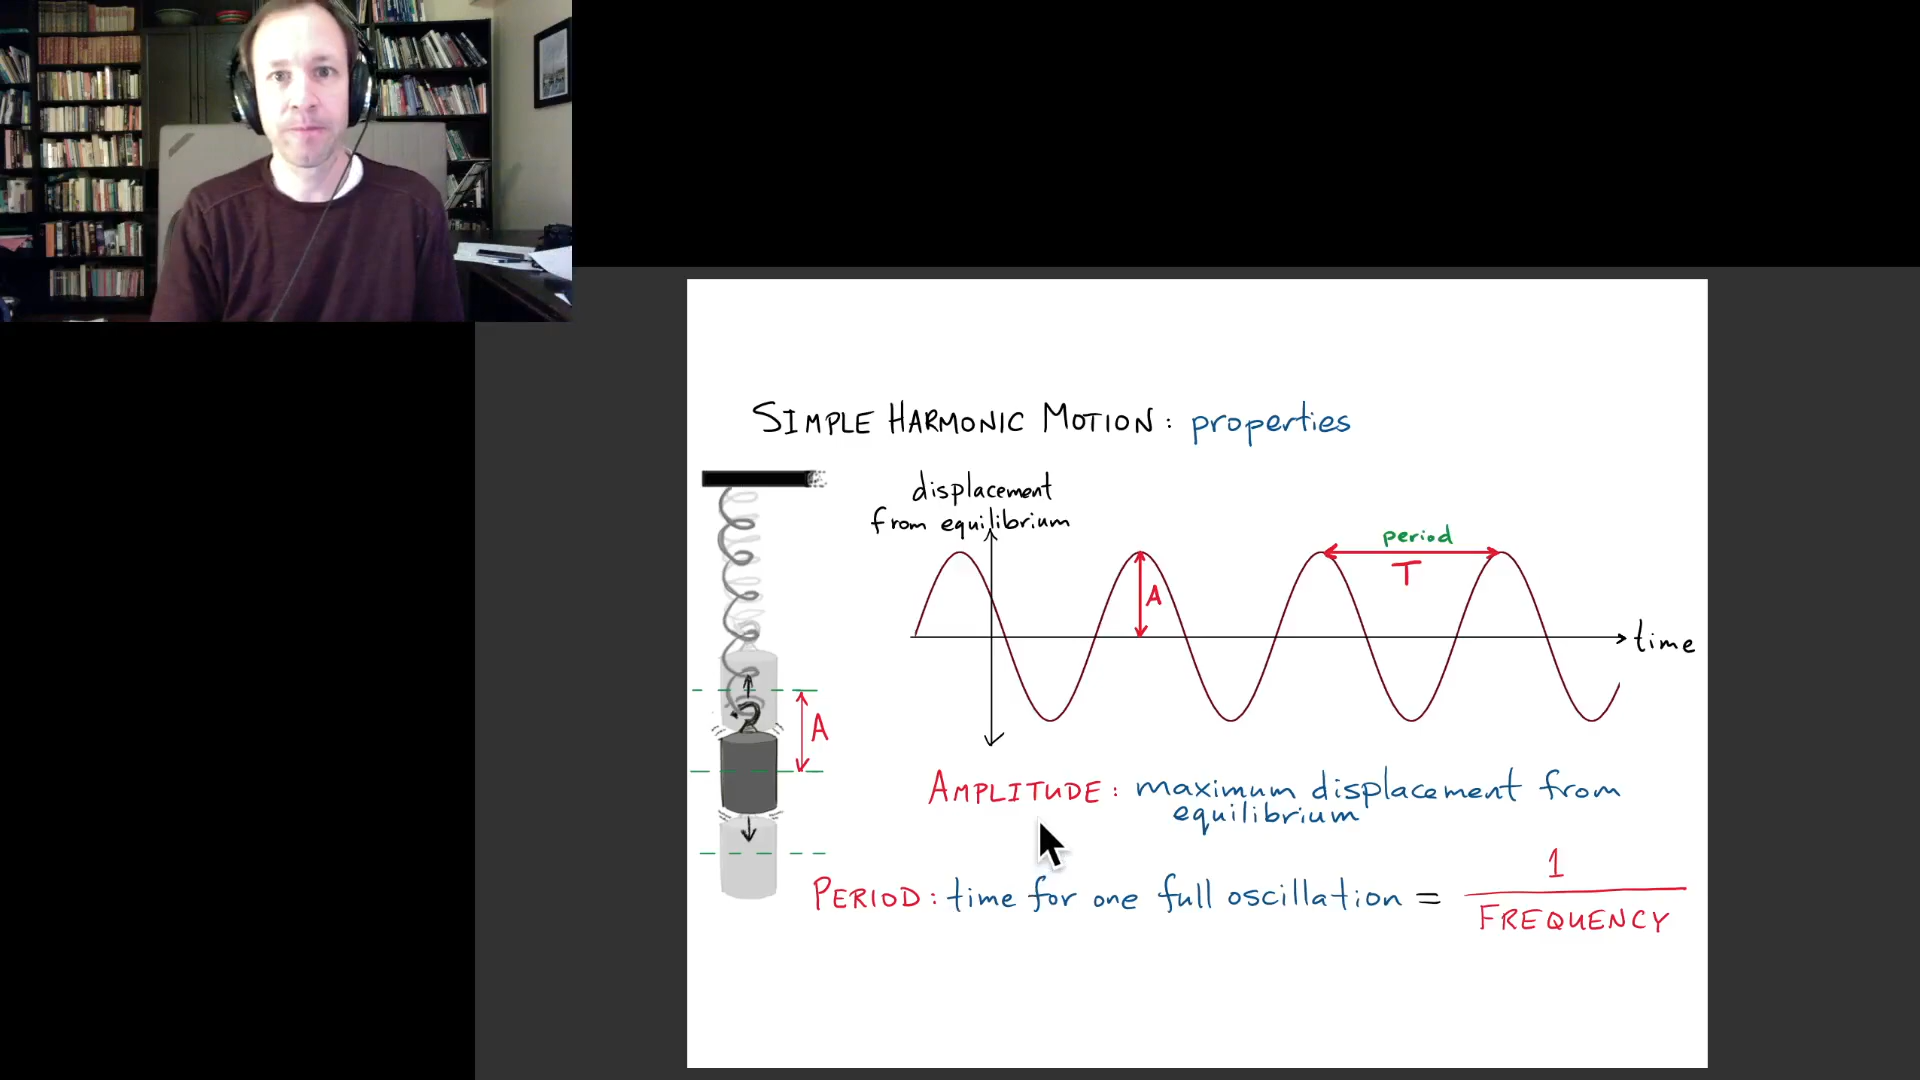 SIMPLE HARMONIC MOTION: properties
displacement
from equilibrium
period
T
A
time
A
AMPLITUDE: maximum displacement from
equilibrium
PERIOD: time for one full oscillation = 1
FREQUENCY